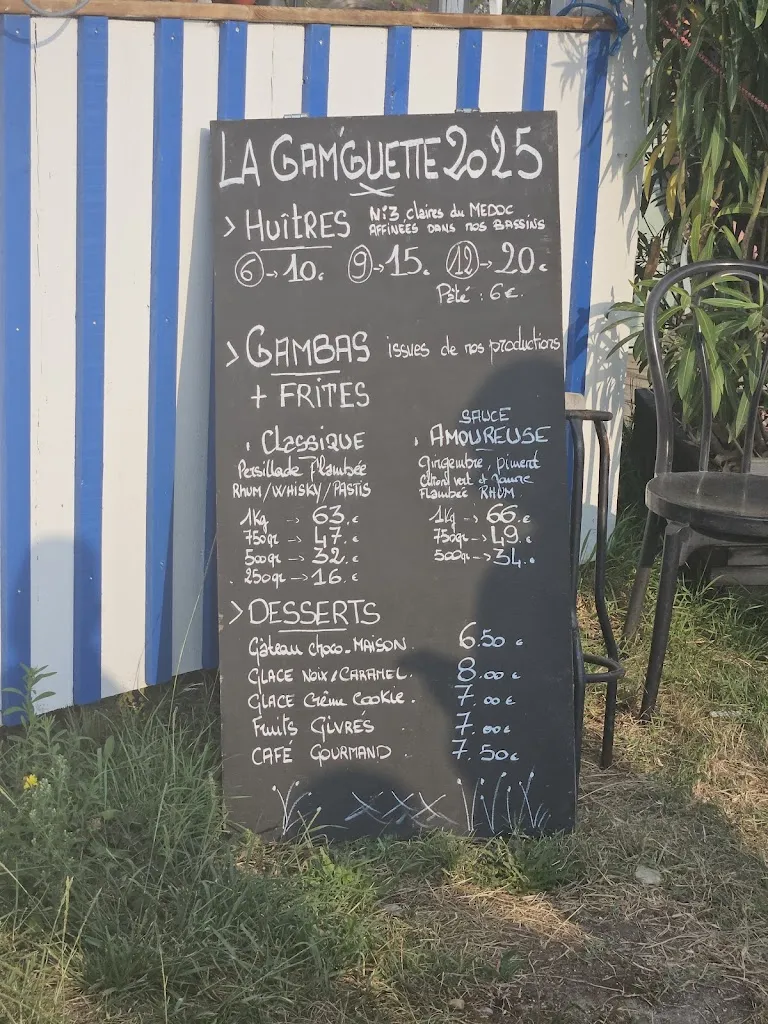 LA GAM'GUETTE 2025
> HUÎTRES N°3 claires du MEDOC
AFFINÉES DANS NOS BASSINS
6 → 10.€ 9 → 15.€ 12 → 20.€
Pâté : 6€
> GAMBAS issues de nos productions
+ FRITES
. CLASSIQUE
Persillade Flambée
RHUM/WHISKY/PASTIS
1Kg → 63.€
750gr → 47.€
500gr → 32.€
. 250gr → 16.€
SAUCE
. AMOUREUSE
Gingembre, piment
Citron vert et jaune
Flambée RHUM
1Kg → 66.€
750gr → 49.€
500gr → 34.€
> DESSERTS
Gâteau choco-MAISON. 6.50€
GLACE NOIX/CARAMEL. 8.00€
GLACE Crème COOKIE. 7.00€
Fruits GIVRÉS 7.00€
CAFÉ GOURMAND 7.50€